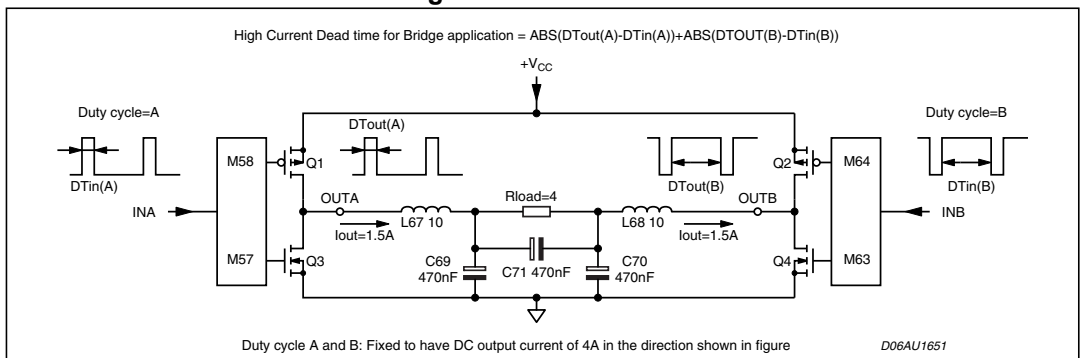 High Current Dead time for Bridge application = ABS(DTout(A)-DTin(A))+ABS(DTOUT(B)-DTin(B))
+VCC
Duty cycle=A
DTin(A)
INA
M58
M57
Q1
Q3
DTout(A)
OUTA
Iout=1.5A
L67 10
Rload=4
C69
470nF
C71 470nF
C70
470nF
DTout(B)
L68 10
Iout=1.5A
OUTB
Q2
Q4
M64
M63
Duty cycle=B
DTin(B)
INB
Duty cycle A and B: Fixed to have DC output current of 4A in the direction shown in figure
D06AU1651